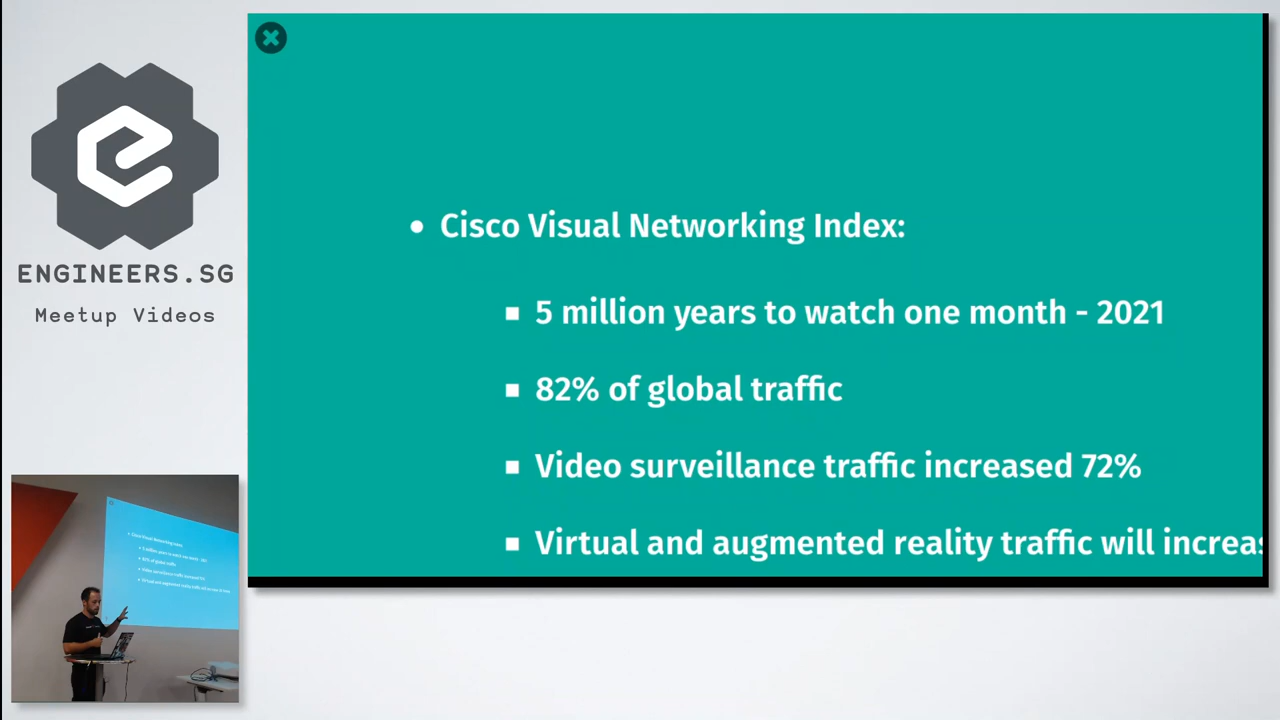 ENGINEERS.SG
Meetup Videos
Cisco Visual Networking Index:
5 million years to watch one month - 2021
82% of global traffic
Video surveillance traffic increased 72%
Virtual and augmented reality traffic will increas